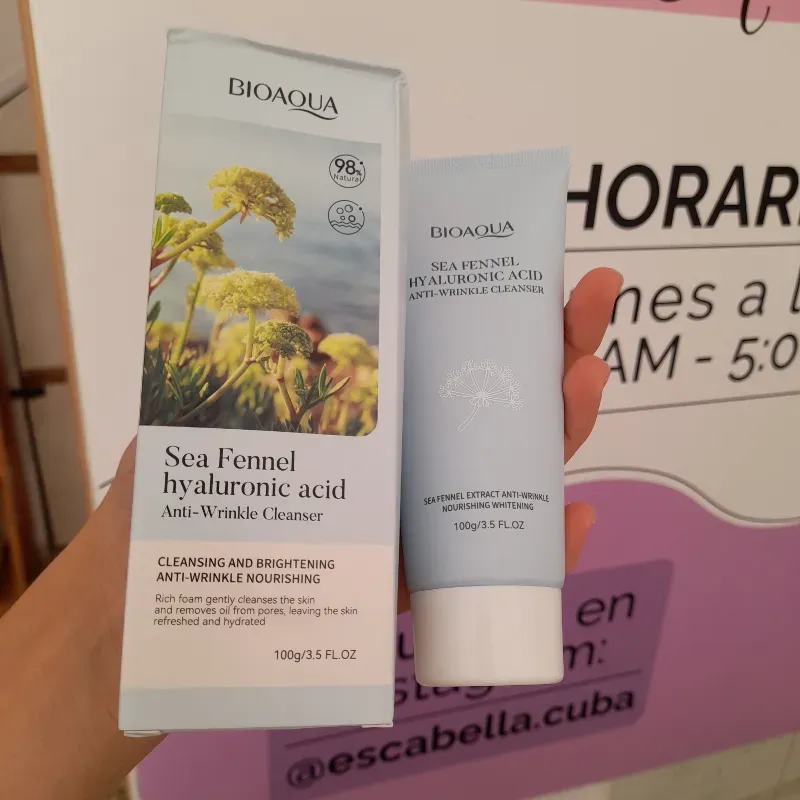 BIOAQUA
98%
Natural
Sea Fennel
hyaluronic acid
Anti-Wrinkle Cleanser
CLEANSING AND BRIGHTENING
ANTI-WRINKLE NOURISHING
Rich foam gently cleanses the skin
and removes oil from pores, leaving the skin
refreshed and hydrated
100g/3.5 FL.OZ
BIOAQUA
SEA FENNEL
HYALURONIC ACID
ANTI-WRINKLE CLEANSER
SEA FENNEL EXTRACT ANTI-WRINKLE
NOURISHING WHITENING
100g/3.5 FL.OZ
HORAR
nes a
AM - 5:0
en
@escabella.cuba